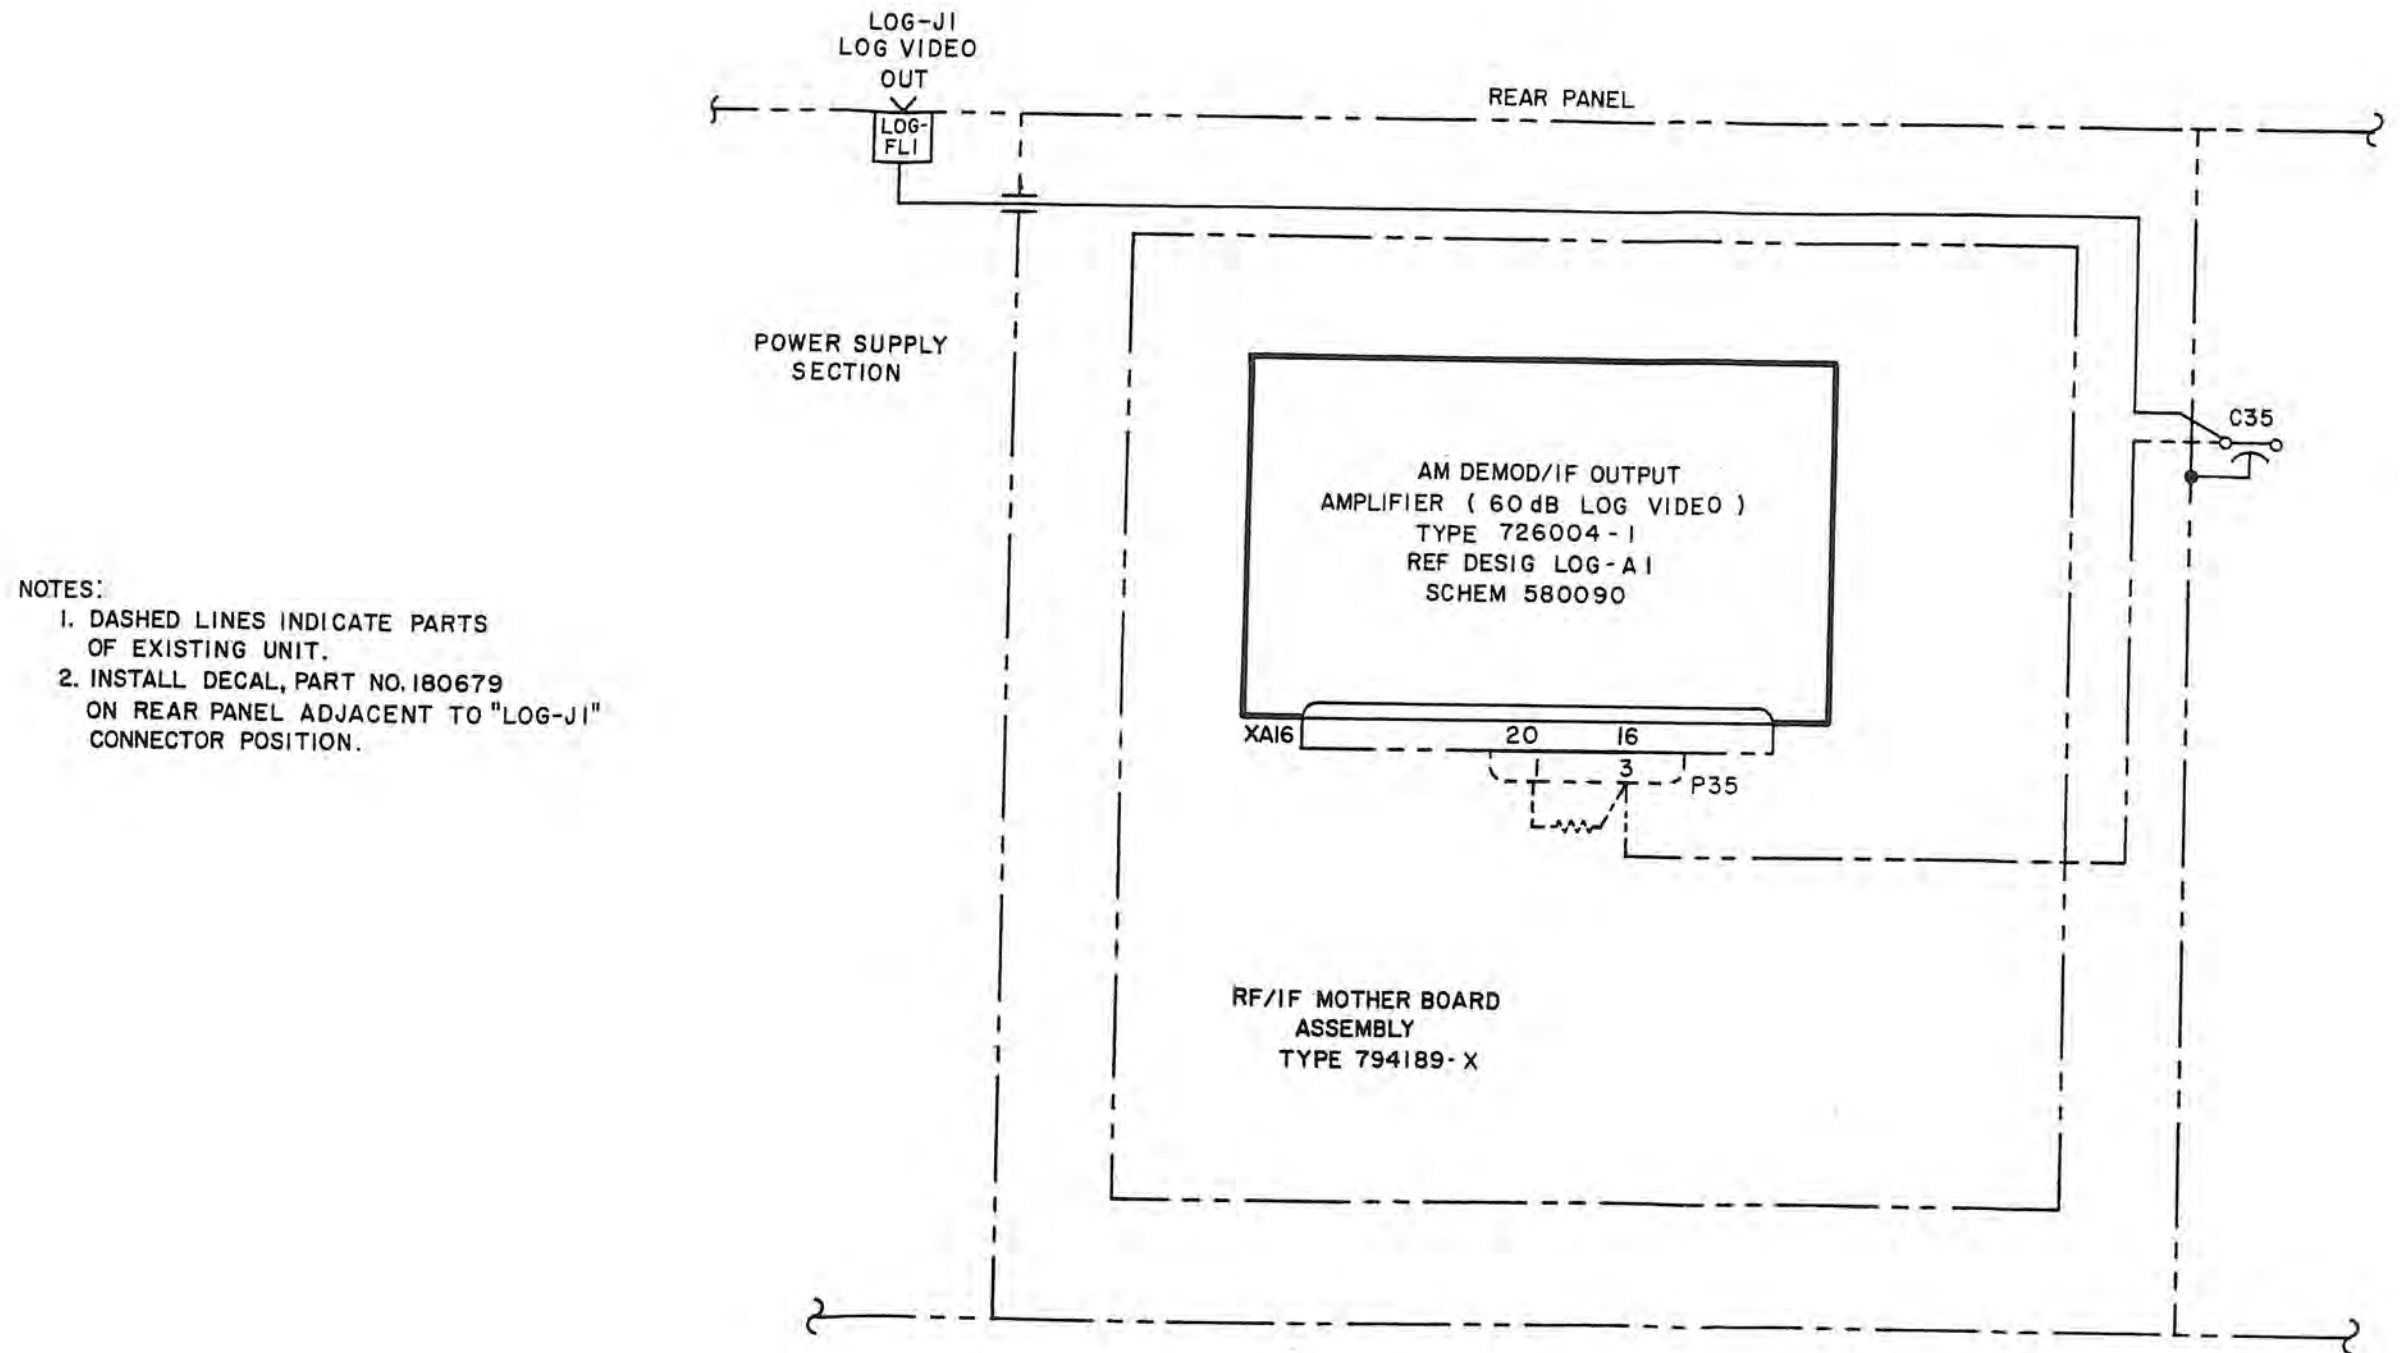 LOG-J1
LOG VIDEO
OUT
LOG-
FL1
REAR PANEL
POWER SUPPLY
SECTION
C35
AM DEMOD/IF OUTPUT
AMPLIFIER ( 60 dB LOG VIDEO )
TYPE 726004-1
REF DESIG LOG-A1
SCHEM 580090
NOTES:
1. DASHED LINES INDICATE PARTS
OF EXISTING UNIT.
2. INSTALL DECAL, PART NO. 180679
ON REAR PANEL ADJACENT TO "LOG-J1"
CONNECTOR POSITION.
XA16
20 16
1 3
P35
RF/IF MOTHER BOARD
ASSEMBLY
TYPE 794189-X